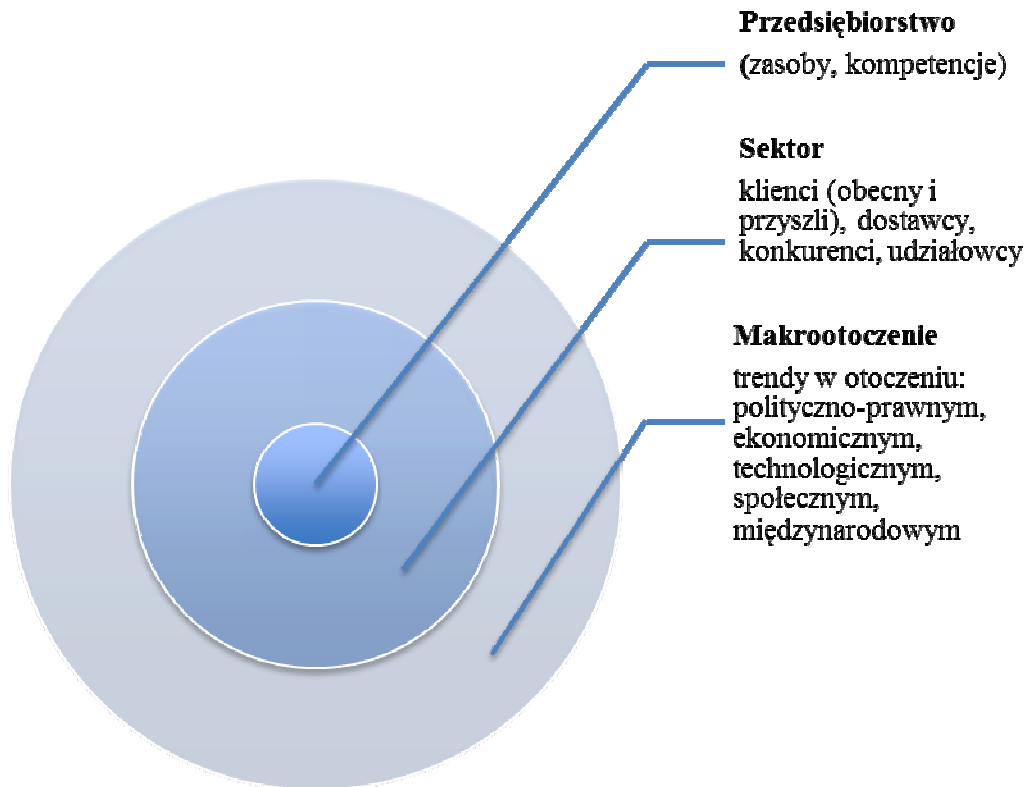 Przedsiębiorstwo
(zasoby, kompetencje)
Sektor
klienci (obecny i
przyszli), dostawcy,
konkurenci, udziałowcy
Makrootoczenie
trendy w otoczeniu:
polityczno-prawnym,
ekonomicznym,
technologicznym,
społecznym,
międzynarodowym